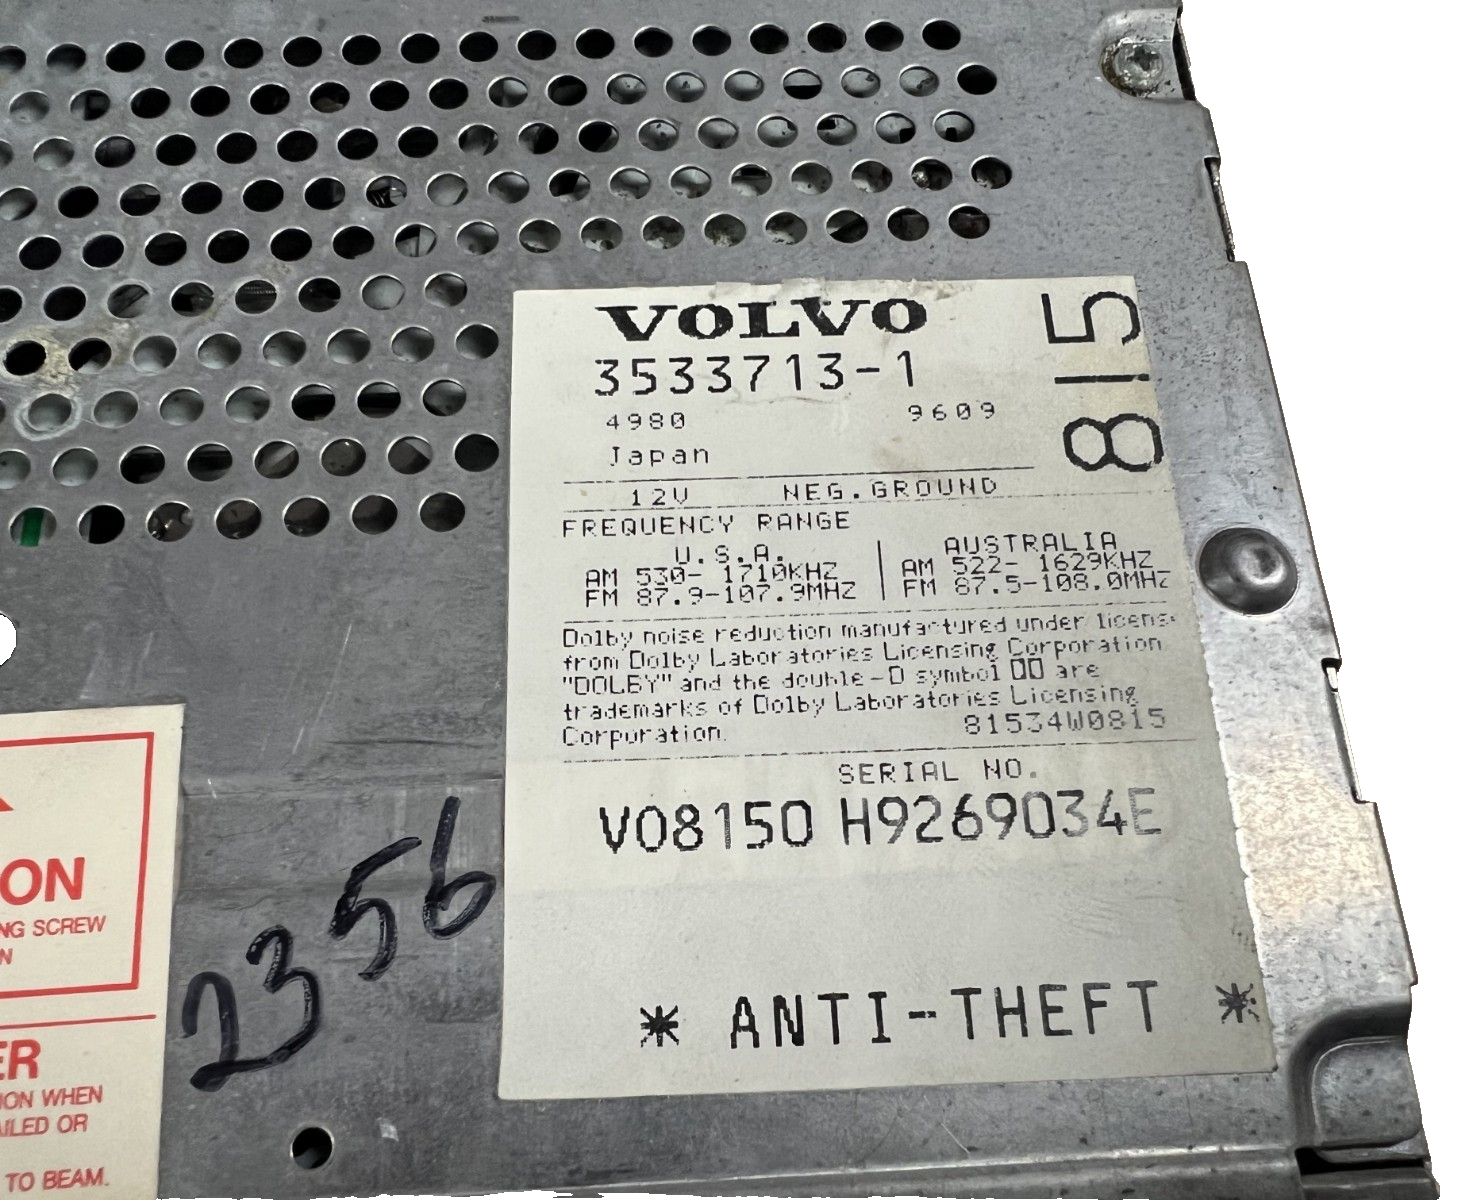 VOLVO
3533713-1
815
4980 9609
Japan
12V NEG.GROUND
FREQUENCY RANGE
U.S.A. AUSTRALIA
AM 530- 1710KHZ AM 522- 1629KHZ
FM 87.9-107.9MHZ FM 87.5-108.0MHZ
Dolby noise reduction manufactured under licens
from Dolby Laboratories Licensing Corporation
"DOLBY" and the double-D symbol are
trademarks of Dolby Laboratories Licensing
Corporation.
81534W0815
SERIAL NO.
V08150 H9269034E
* ANTI-THEFT *
2356
ON
NG SCREW
N
ER
ION WHEN
AILED OR
TO BEAM.